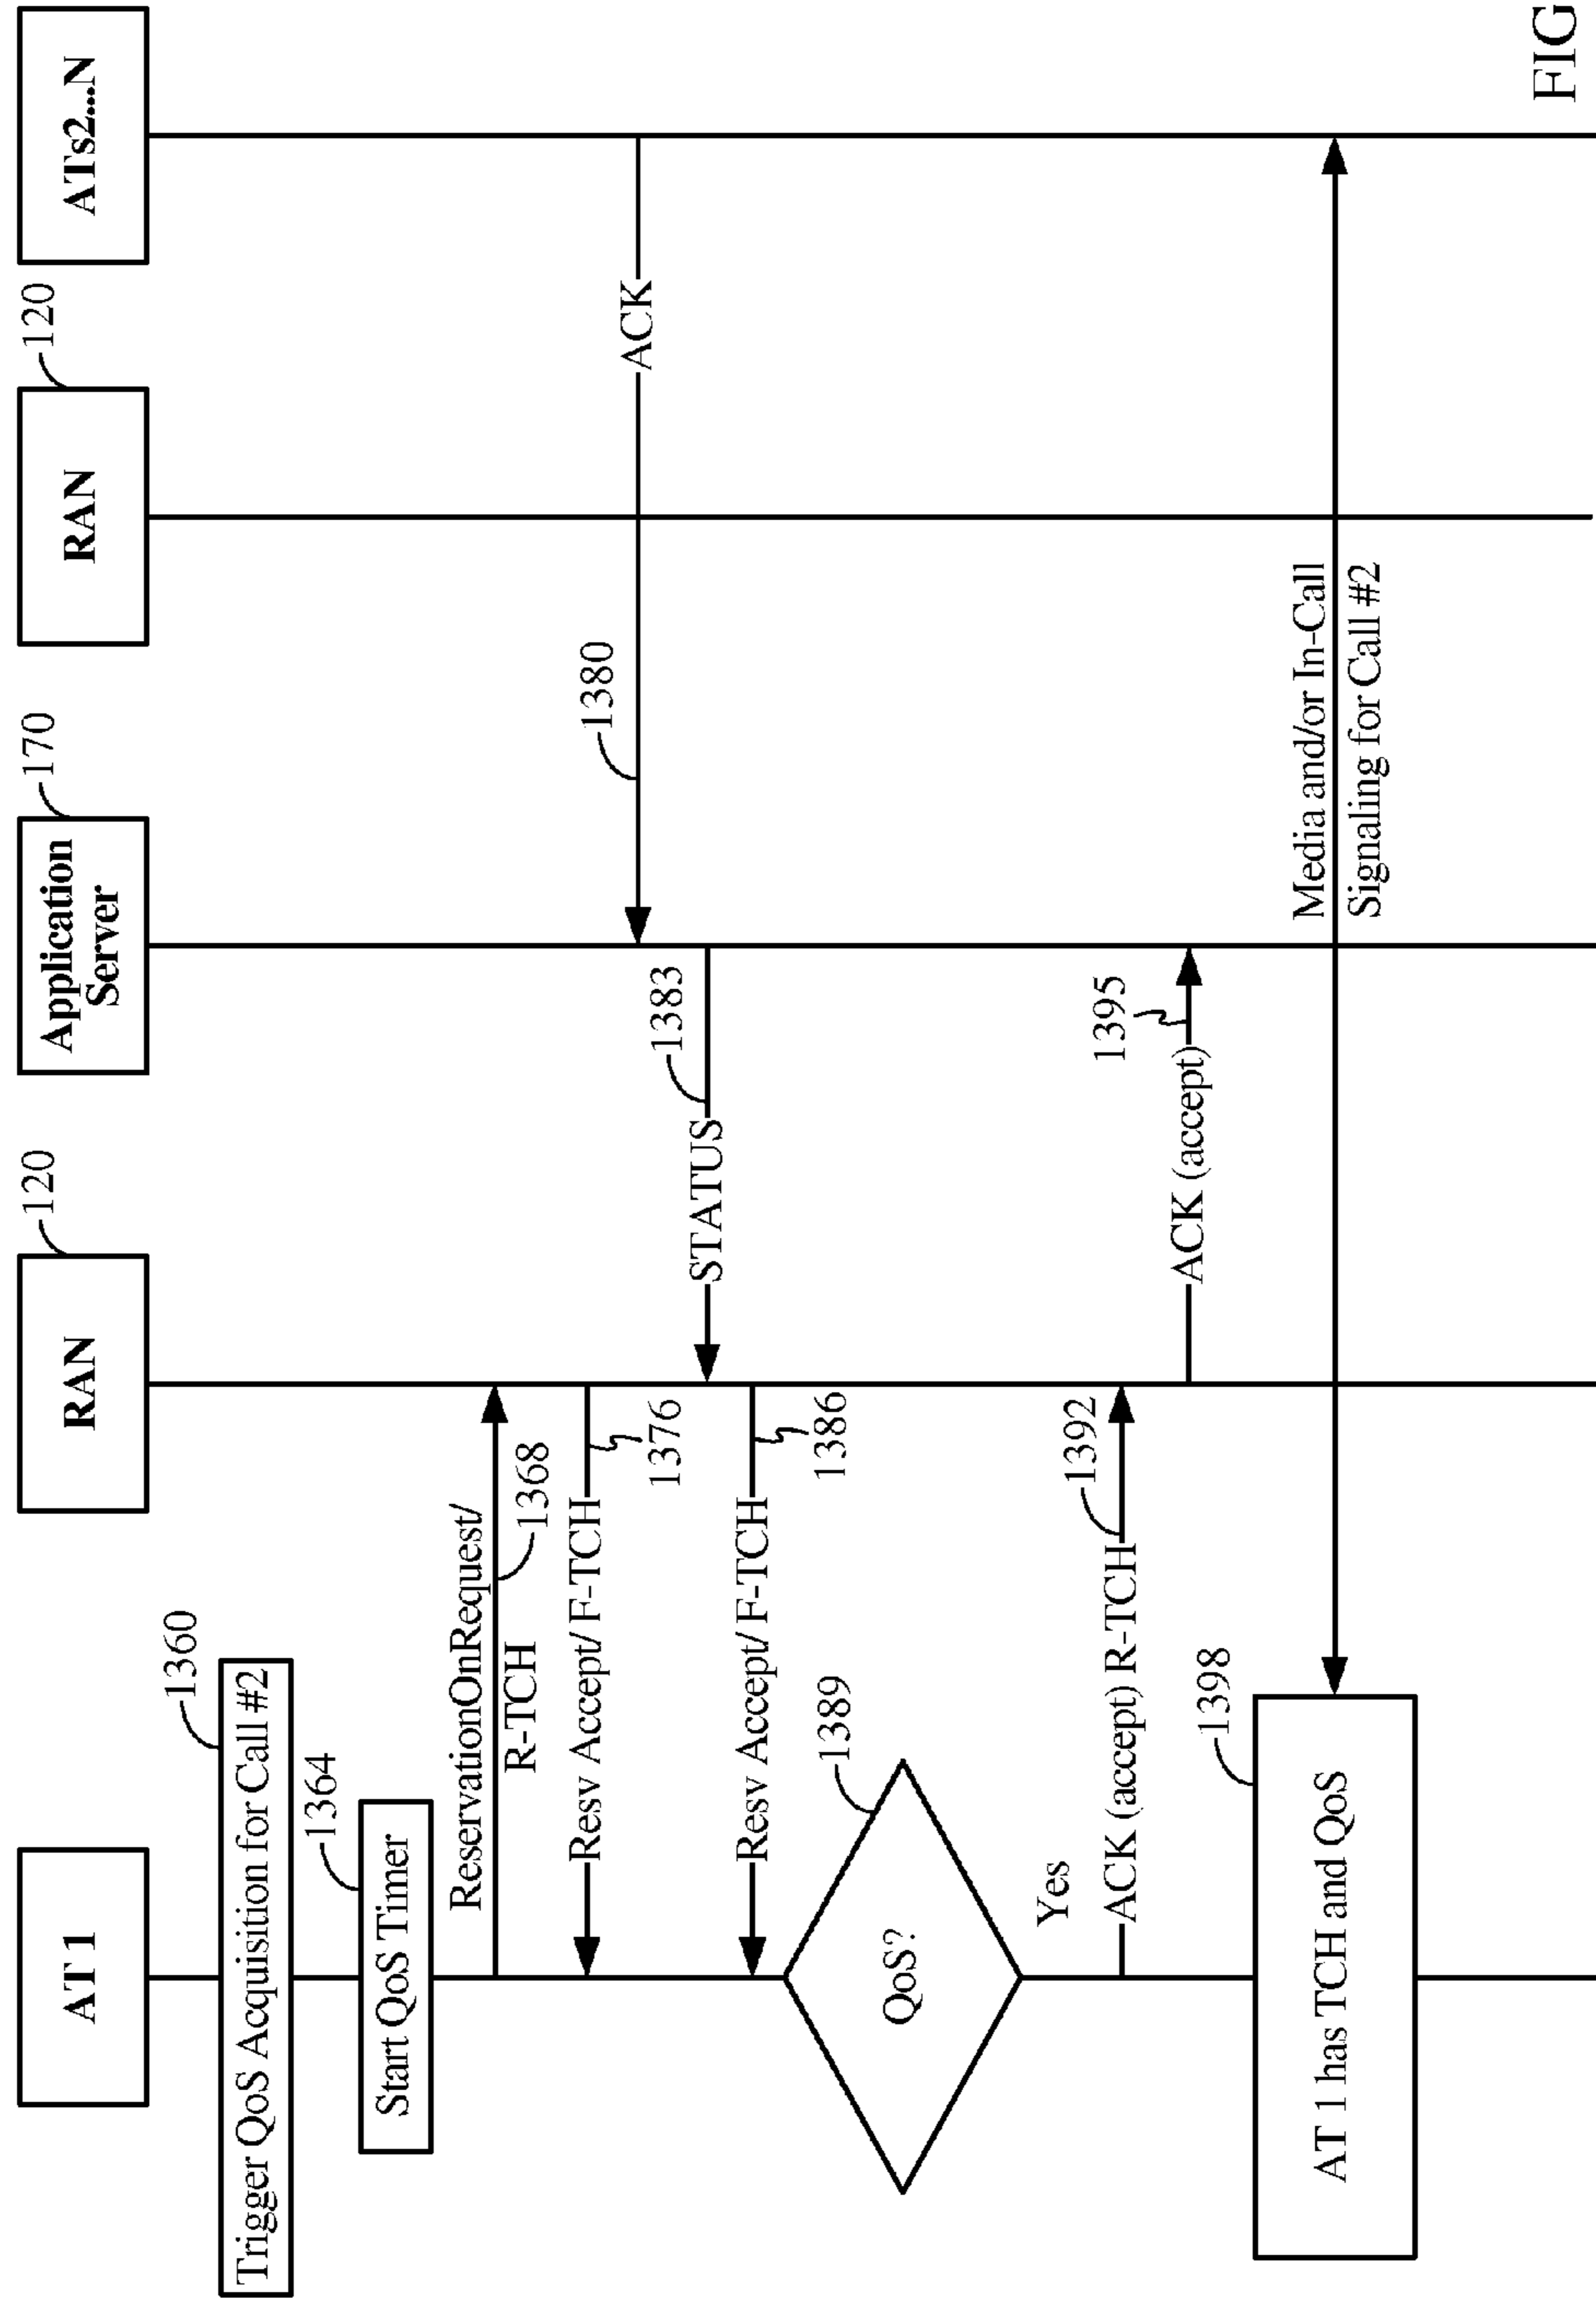 AT 1
RAN
120
Application
Server
170
RAN
120
ATs2...N
Trigger QoS Acquisition for Call #2
1360
Start QoS Timer
1364
ReservationOnRequest/
R-TCH
1368
Resv Accept/ F-TCH
1376
ACK
1380
STATUS
1383
Resv Accept/ F-TCH
1386
QoS?
1389
Yes
ACK (accept) R-TCH
1392
ACK (accept)
1395
AT 1 has TCH and QoS
1398
Media and/or In-Call
Signaling for Call #2
FIG